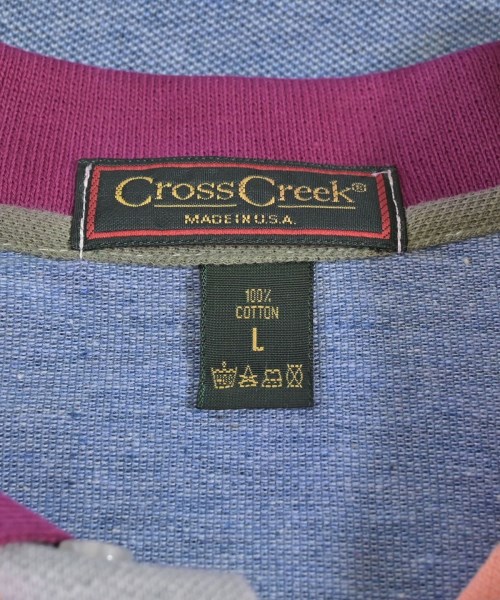 CrossCreek®
MADE IN U.S.A.
100%
COTTON
L